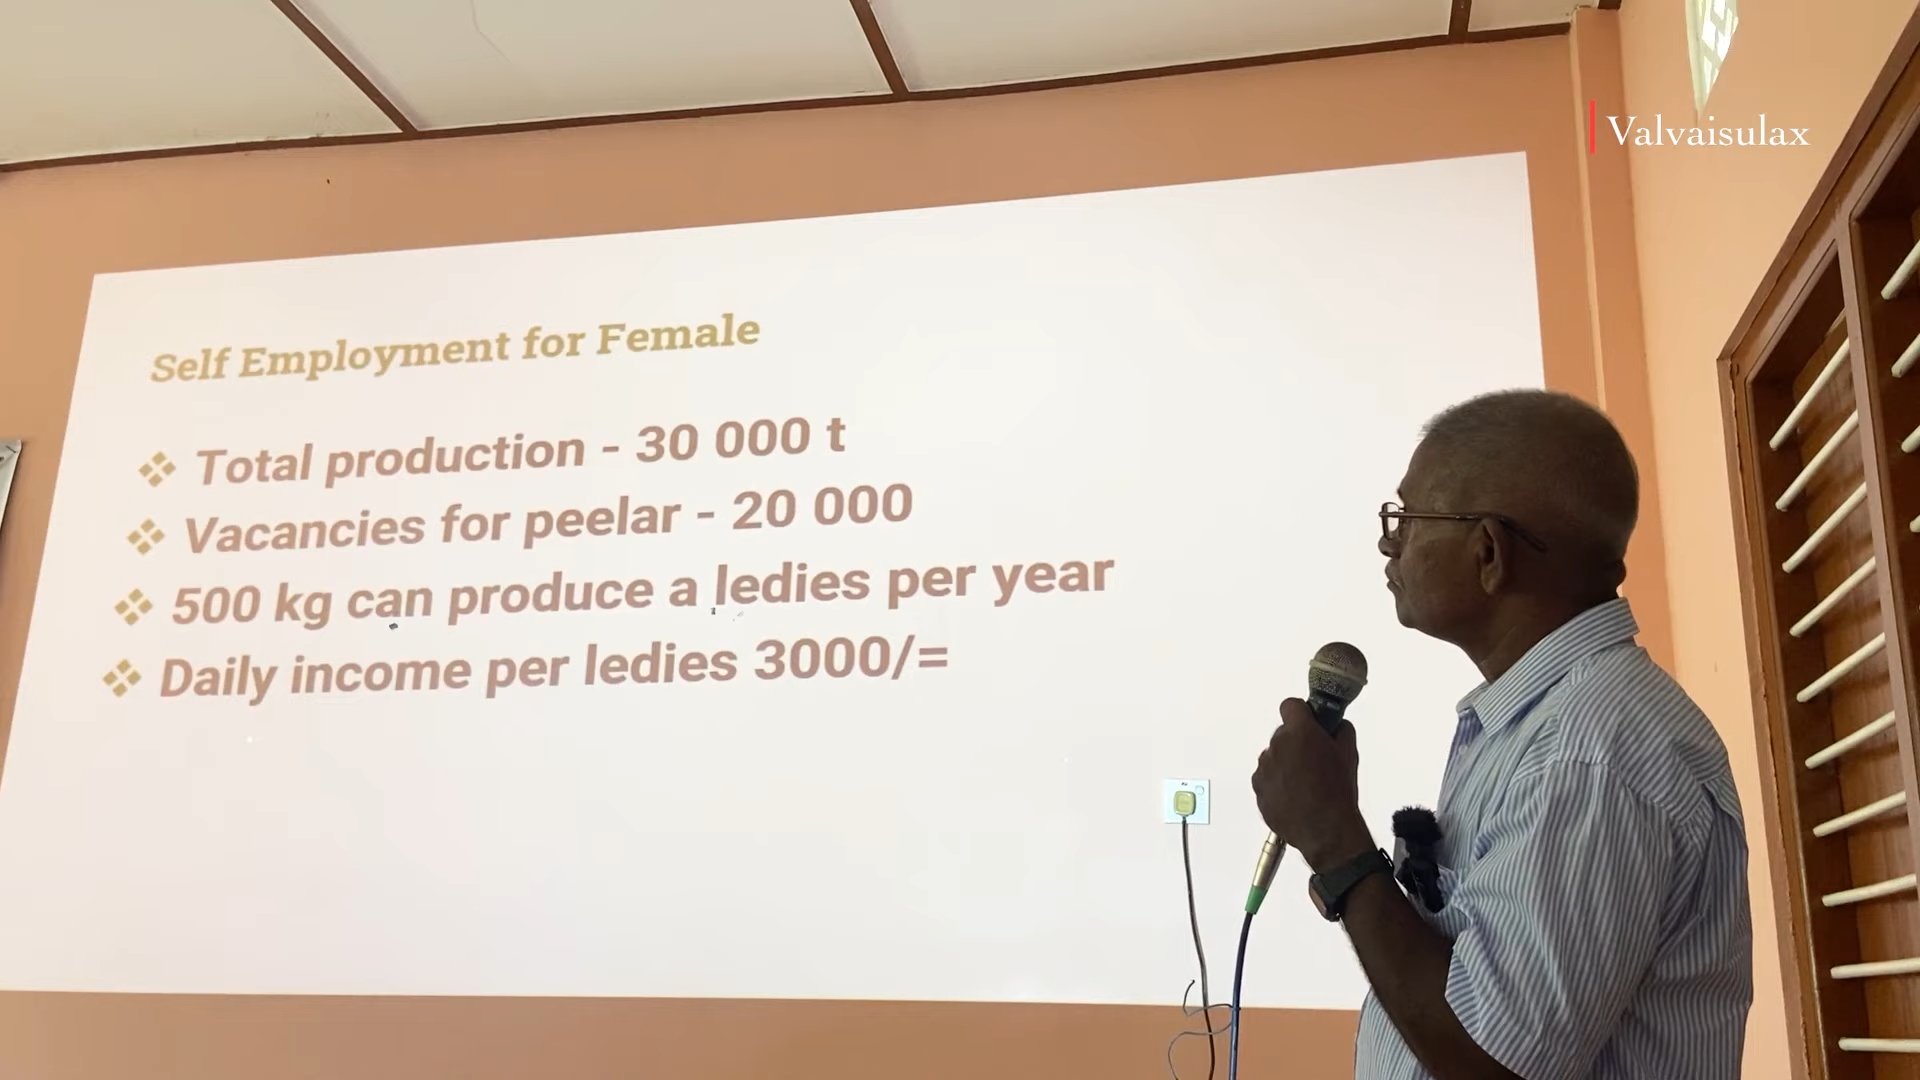 Valvaisulax
Self Employment for Female
Total production - 30 000 t
Vacancies for peelar - 20 000
500 kg can produce a ledies per year
Daily income per ledies 3000/=